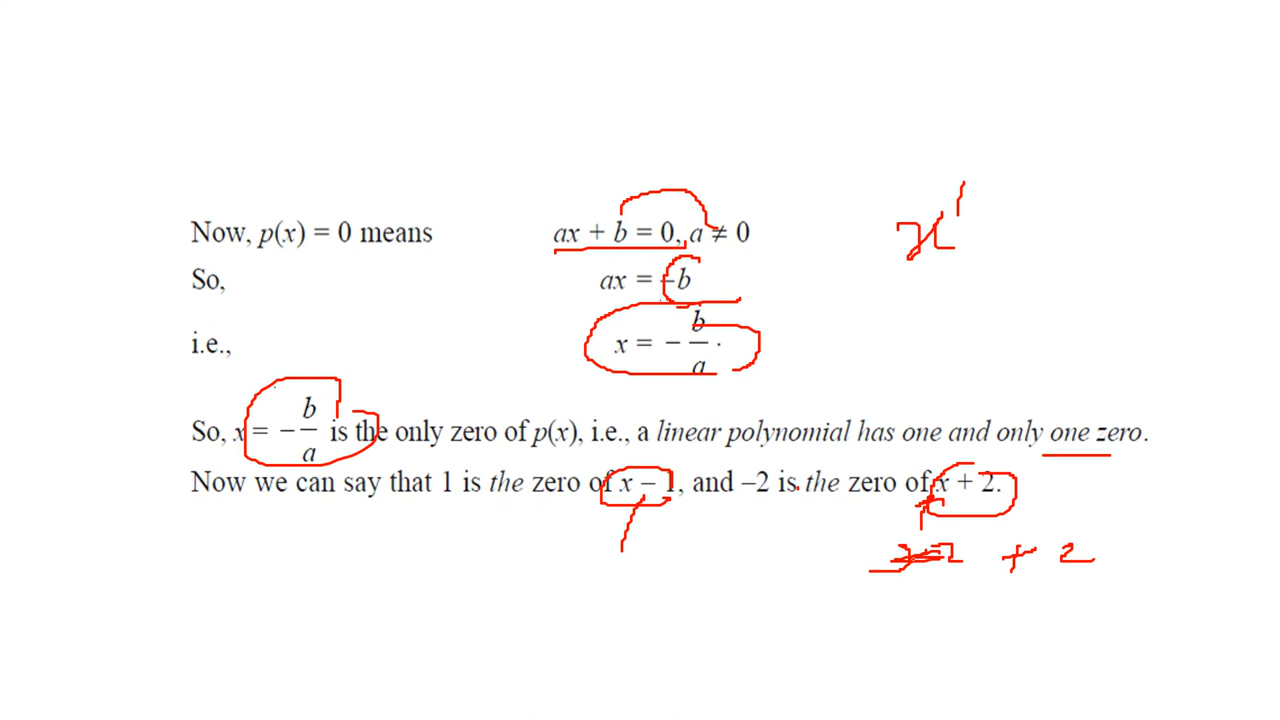 Now, p(x) = 0 means ax + b = 0, a ≠ 0
x¹
So, ax = –b
i.e., x = –b/a.
So, x = –b/a is the only zero of p(x), i.e., a linear polynomial has one and only one zero.
Now we can say that 1 is the zero of x – 1, and –2 is the zero of x + 2.
+ 2